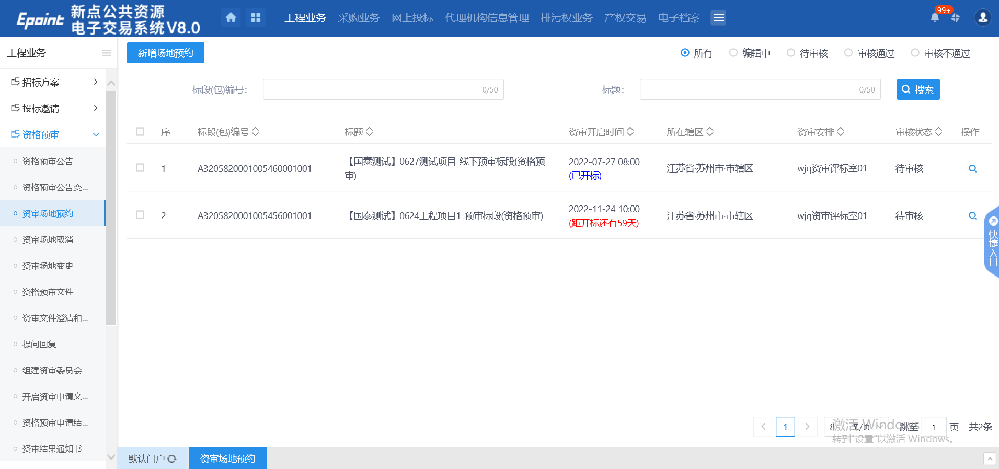 Epoint 新点公共资源
电子交易系统V8.0
工程业务 采购业务 网上投标 代理机构信息管理 排污权业务 产权交易 电子档案
99+
工程业务
招标方案
投标邀请
资格预审
资格预审公告
资格预审公告变...
资审场地预约
资审场地取消
资审场地变更
资格预审文件
资审文件澄清和...
提问回复
组建资审委员会
开启资审申请文...
资格预审申请结...
资审结果通知书
新增场地预约
所有 编辑中 待审核 审核通过 审核不通过
标段(包)编号: 0/50 标题: 0/50 搜索
序 标段(包)编号 标题 资审开启时间 所在辖区 资审安排 审核状态 操作
1 A3205820001005460001001 【国泰测试】0627测试项目-线下预审标段(资格预审) 2022-07-27 08:00 (已开标) 江苏省·苏州市·市辖区 wjq资审评标室01 待审核
2 A3205820001005456001001 【国泰测试】0624工程项目1-预审标段(资格预审) 2022-11-24 10:00 (距开标还有59天) 江苏省·苏州市·市辖区 wjq资审评标室01 待审核
快捷入口
1 8 条/页 跳至 1 页 共2条
激活 Windows
转到"设置"以激活 Windows。
默认门户 资审场地预约